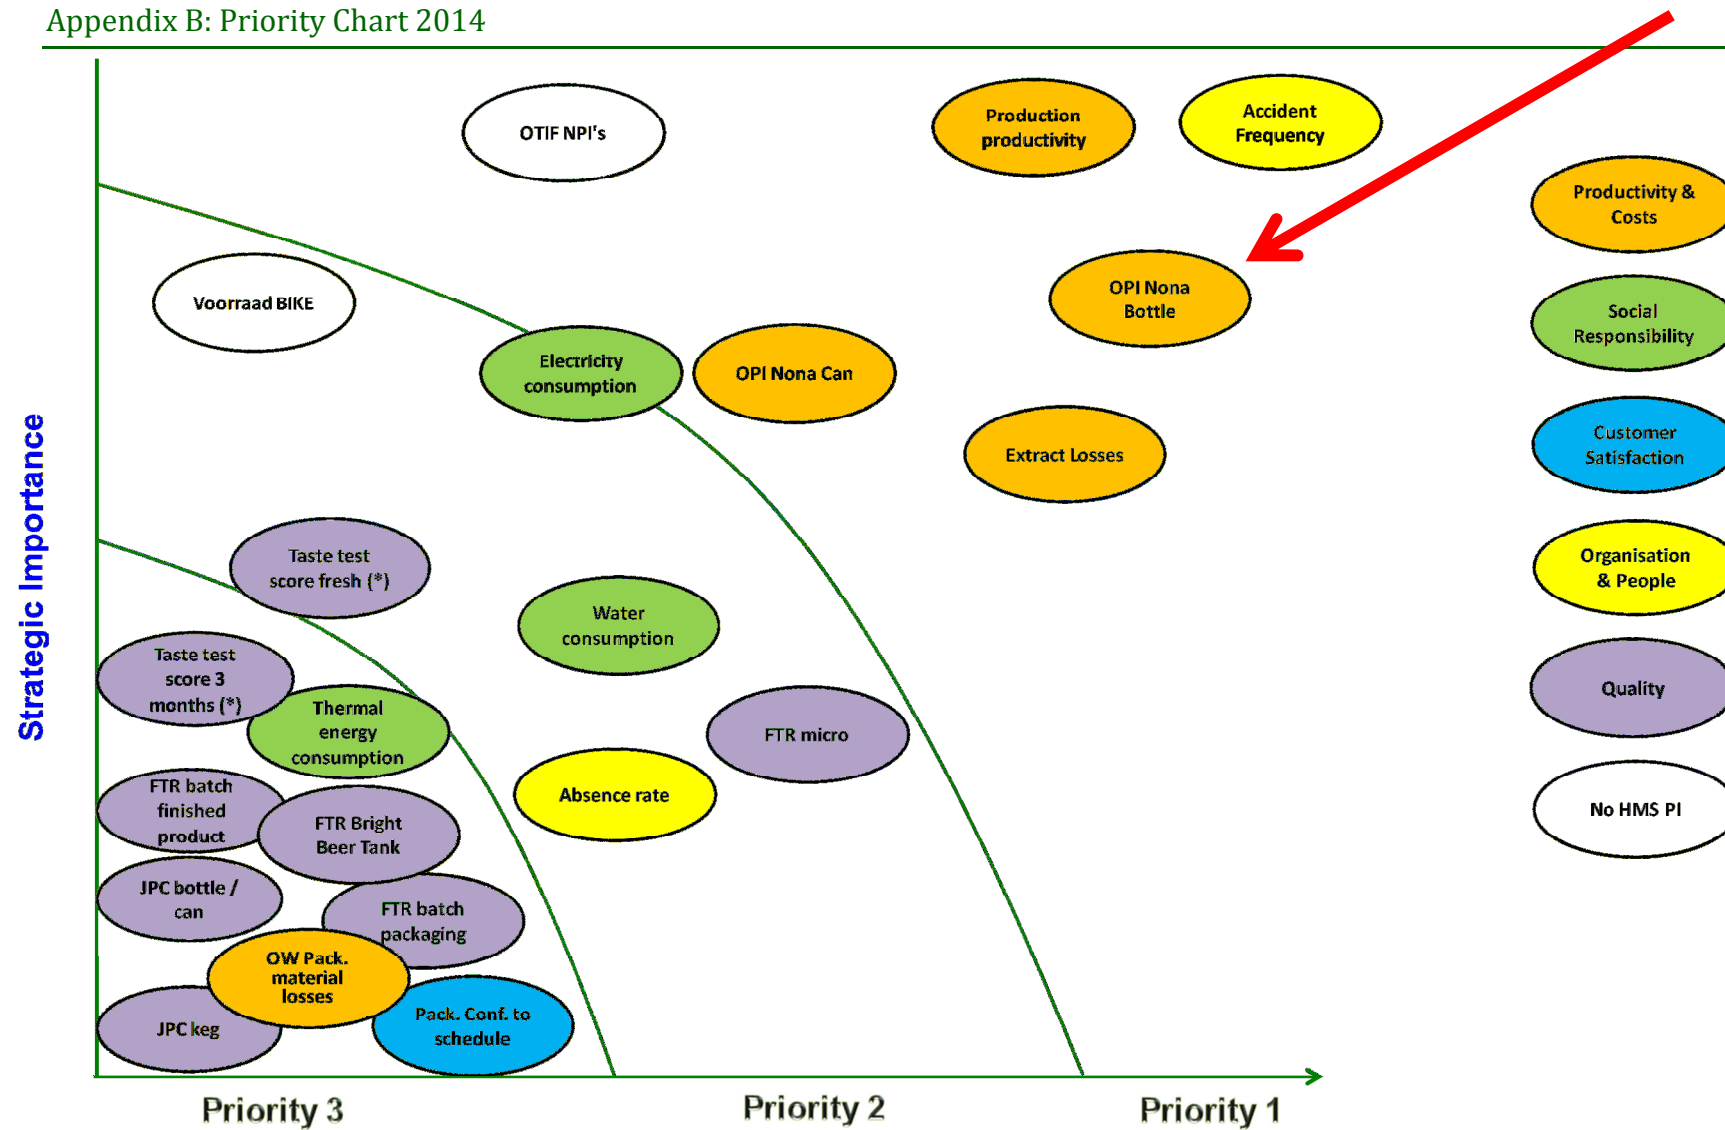 Appendix B: Priority Chart 2014
OTIF NPI's
Production
productivity
Accident
Frequency
Productivity &
Costs
Voorraad BIKE
OPI Nona
Bottle
Social
Responsibility
Electricity
consumption
OPI Nona Can
Extract Losses
Customer
Satisfaction
Strategic Importance
Taste test
score fresh (*)
Organisation
& People
Water
consumption
Taste test
score 3
months (*)
Thermal
energy
consumption
FTR micro
Quality
FTR batch
finished
product
FTR Bright
Beer Tank
Absence rate
No HMS PI
JPC bottle /
can
FTR batch
packaging
OW Pack.
material
losses
JPC keg
Pack. Conf. to
schedule
Priority 3
Priority 2
Priority 1